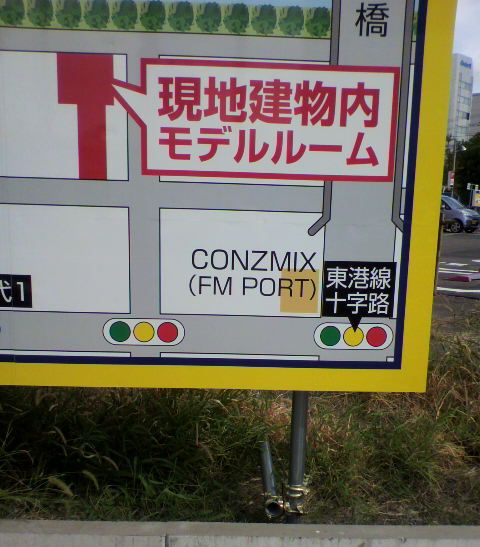 橋
現地建物内
モデルルーム
CONZMIX
(FM PORT)
東港線
十字路
代1